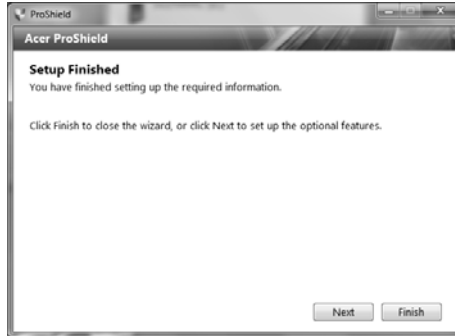 ProShield
Acer ProShield
Setup Finished
You have finished setting up the required information.
Click Finish to close the wizard, or click Next to set up the optional features.
Next
Finish